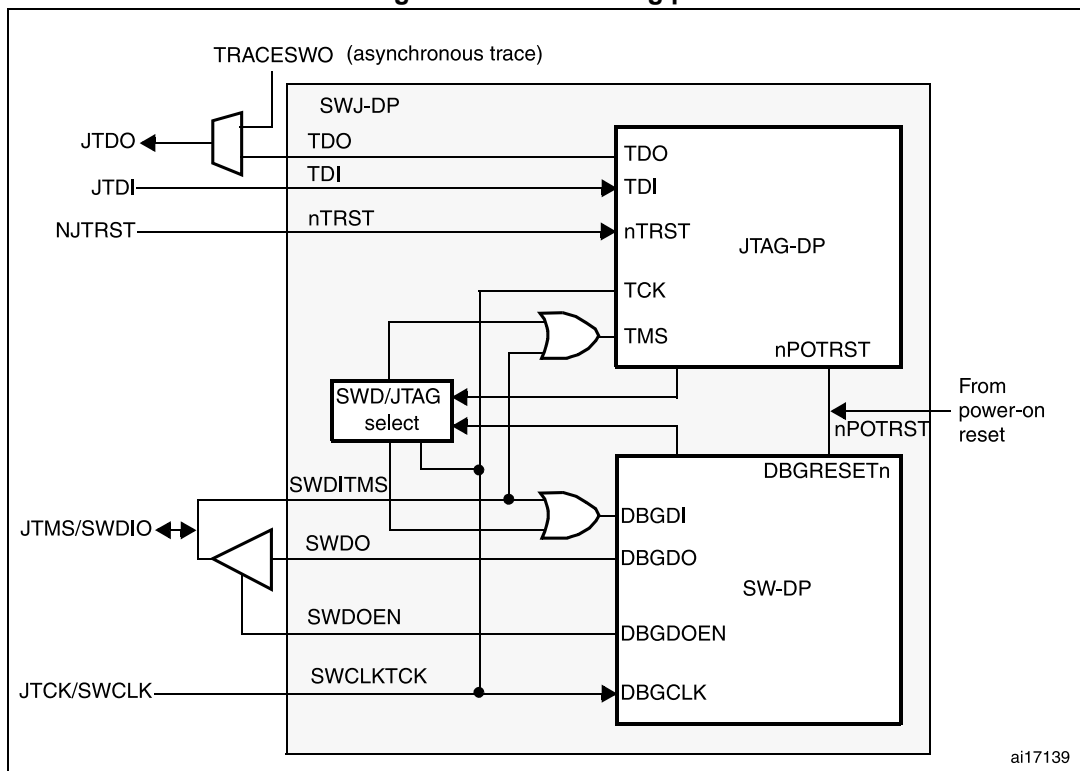 TRACESWO (asynchronous trace)
SWJ-DP
JTDO
TDO
TDO
JTDI
TDI
TDI
NJTRST
nTRST
nTRST
JTAG-DP
TCK
TMS
nPOTRST
SWD/JTAG
select
From
power-on
reset
nPOTRST
DBGRESETn
SWDITMS
DBGDI
JTMS/SWDIO
SWDO
DBGDO
SW-DP
SWDOEN
DBGDOEN
JTCK/SWCLK
SWCLKTCK
DBGCLK
ai17139